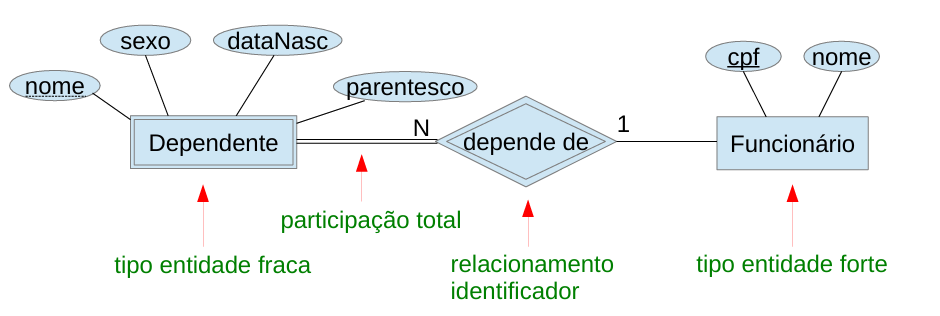 sexo
dataNasc
cpf
nome
nome
parentesco
N
1
Dependente
depende de
Funcionário
participação total
tipo entidade fraca
relacionamento
identificador
tipo entidade forte